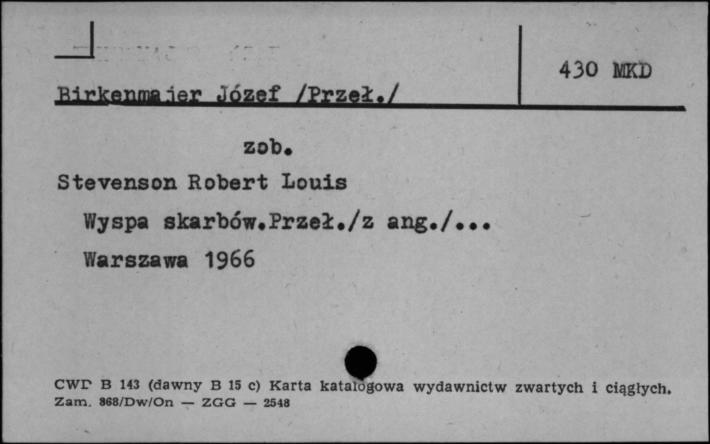 430 MKD
Birkenmajer Józef /Przeł./
zob.
Stevenson Robert Louis
Wyspa skarbów.Przeł./z ang./...
Warszawa 1966
CWD B 143 (dawny B 15 c) Karta katalogowa wydawnictw zwartych i ciągłych.
Zam. 868/Dw/On — ZGG — 2548